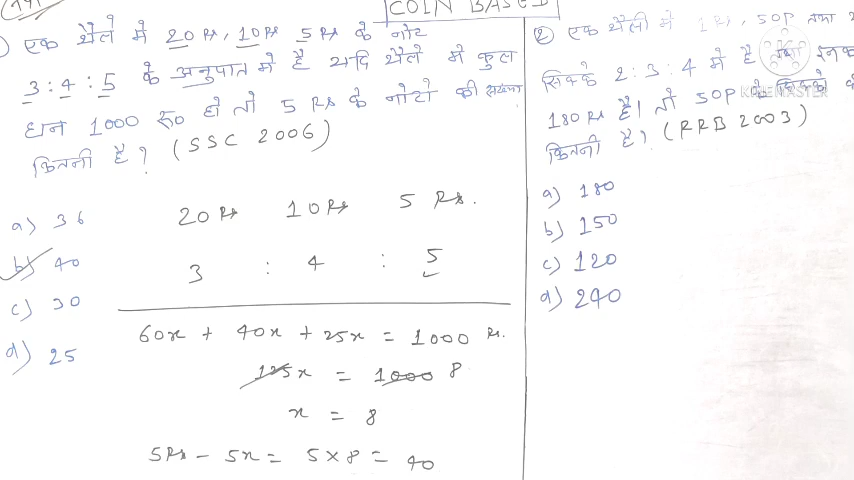 COIN BASED
एक थैले मे 20 Rs, 10 Rs 5 Rs के नोट
3 : 4 : 5 के अनुपात मे है यदि थैले मे कुल
धन 1000 रू० हो तो 5 Rs के नोटो की संख्या
कितनी है? (SSC 2006)
a) 36
b) 40
c) 30
d) 25
20 Rs 10 Rs 5 Rs.
3 : 4 : 5
60x + 40x + 25x = 1000 Rs.
125x = 1000 8
x = 8
5 Rs - 5x = 5 × 8 = 40
② एक थैली मे 1 Rs, 50P तथा
सिक्के 2 : 3 : 4 मे है तथा
180 Rs है। तो 50P के सिक्को
कितनी है? (RRB 2003)
a) 180
b) 150
c) 120
d) 240
KINEMASTER